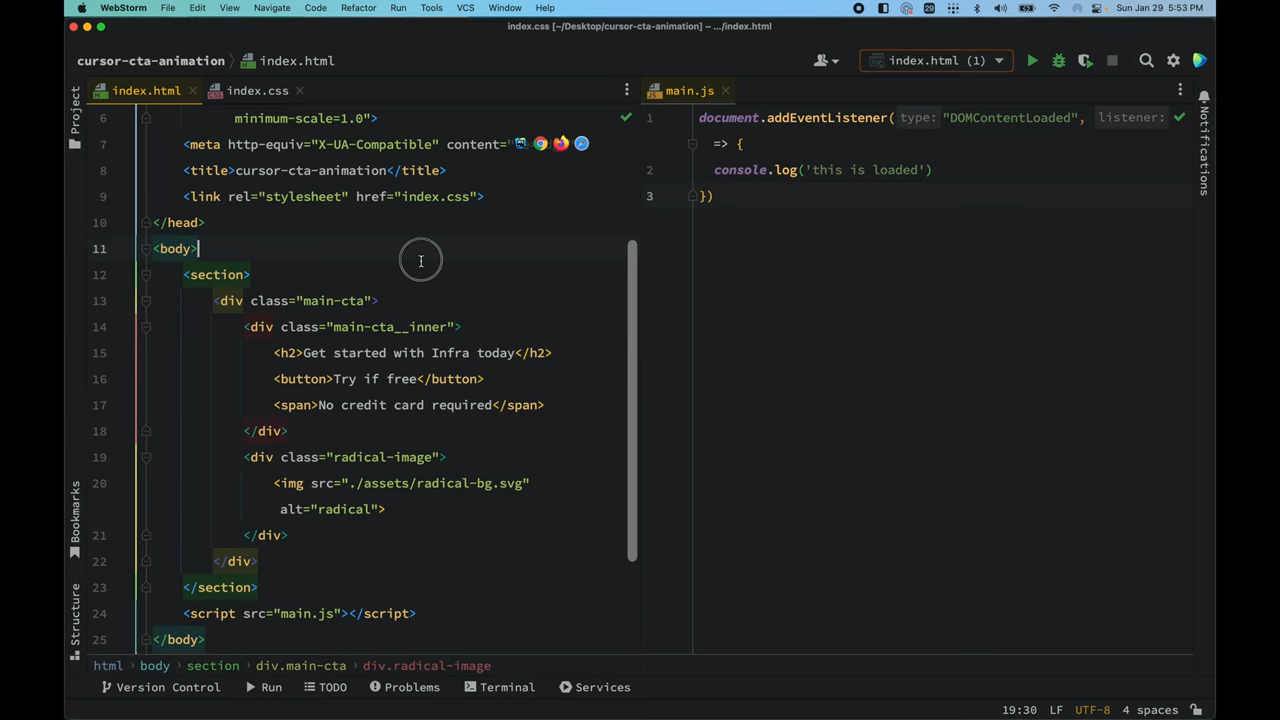 WebStorm File Edit View Navigate Code Refactor Run Tools VCS Window Help 29 Sun Jan 29 5:53 PM
index.css [~/Desktop/cursor-cta-animation] – .../index.html
cursor-cta-animation index.html index.html (1)
Project
index.html index.css
6 minimum-scale=1.0">
7 <meta http-equiv="X-UA-Compatible" content="
8 <title>cursor-cta-animation</title>
9 <link rel="stylesheet" href="index.css">
10 </head>
11 <body>
12 <section>
13 <div class="main-cta">
14 <div class="main-cta__inner">
15 <h2>Get started with Infra today</h2>
16 <button>Try if free</button>
17 <span>No credit card required</span>
18 </div>
19 <div class="radical-image">
20 <img src="./assets/radical-bg.svg"
alt="radical">
21 </div>
22 </div>
23 </section>
24 <script src="main.js"></script>
25 </body>
main.js
1 document.addEventListener( type: "DOMContentLoaded", listener:
=> {
2 console.log('this is loaded')
3 })
Notifications
Bookmarks
Structure
html › body › section › div.main-cta › div.radical-image
Version Control Run TODO Problems Terminal Services
19:30 LF UTF-8 4 spaces